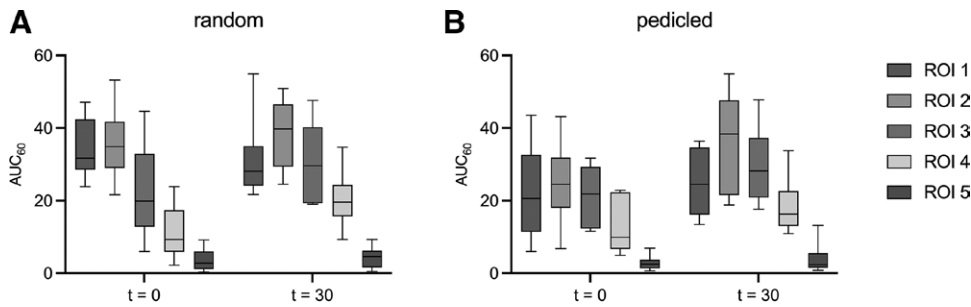 A
random
60
40
20
0
AUC60
t = 0
t = 30
B
pedicled
60
40
20
0
AUC60
t = 0
t = 30
ROI 1
ROI 2
ROI 3
ROI 4
ROI 5